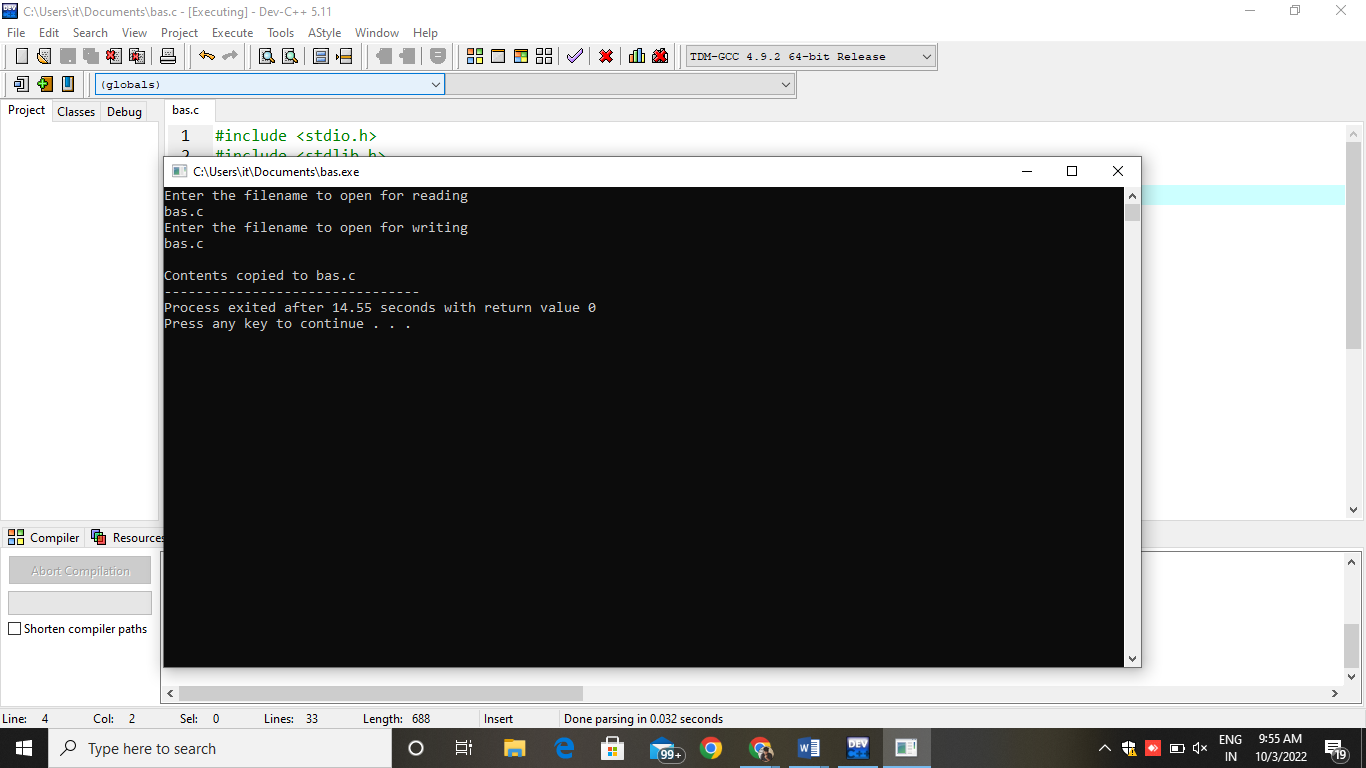 C:\Users\it\Documents\bas.c - [Executing] - Dev-C++ 5.11
File Edit Search View Project Execute Tools AStyle Window Help
TDM-GCC 4.9.2 64-bit Release
(globals)
Project Classes Debug bas.c
1 #include <stdio.h>
2 #include <stdlib.h>
C:\Users\it\Documents\bas.exe
Enter the filename to open for reading
bas.c
Enter the filename to open for writing
bas.c
Contents copied to bas.c
--------------------------------
Process exited after 14.55 seconds with return value 0
Press any key to continue . . .
Compiler Resources
Abort Compilation
Shorten compiler paths
Line: 4 Col: 2 Sel: 0 Lines: 33 Length: 688 Insert Done parsing in 0.032 seconds
Type here to search
99+
DEV
ENG
IN
9:55 AM
10/3/2022
19